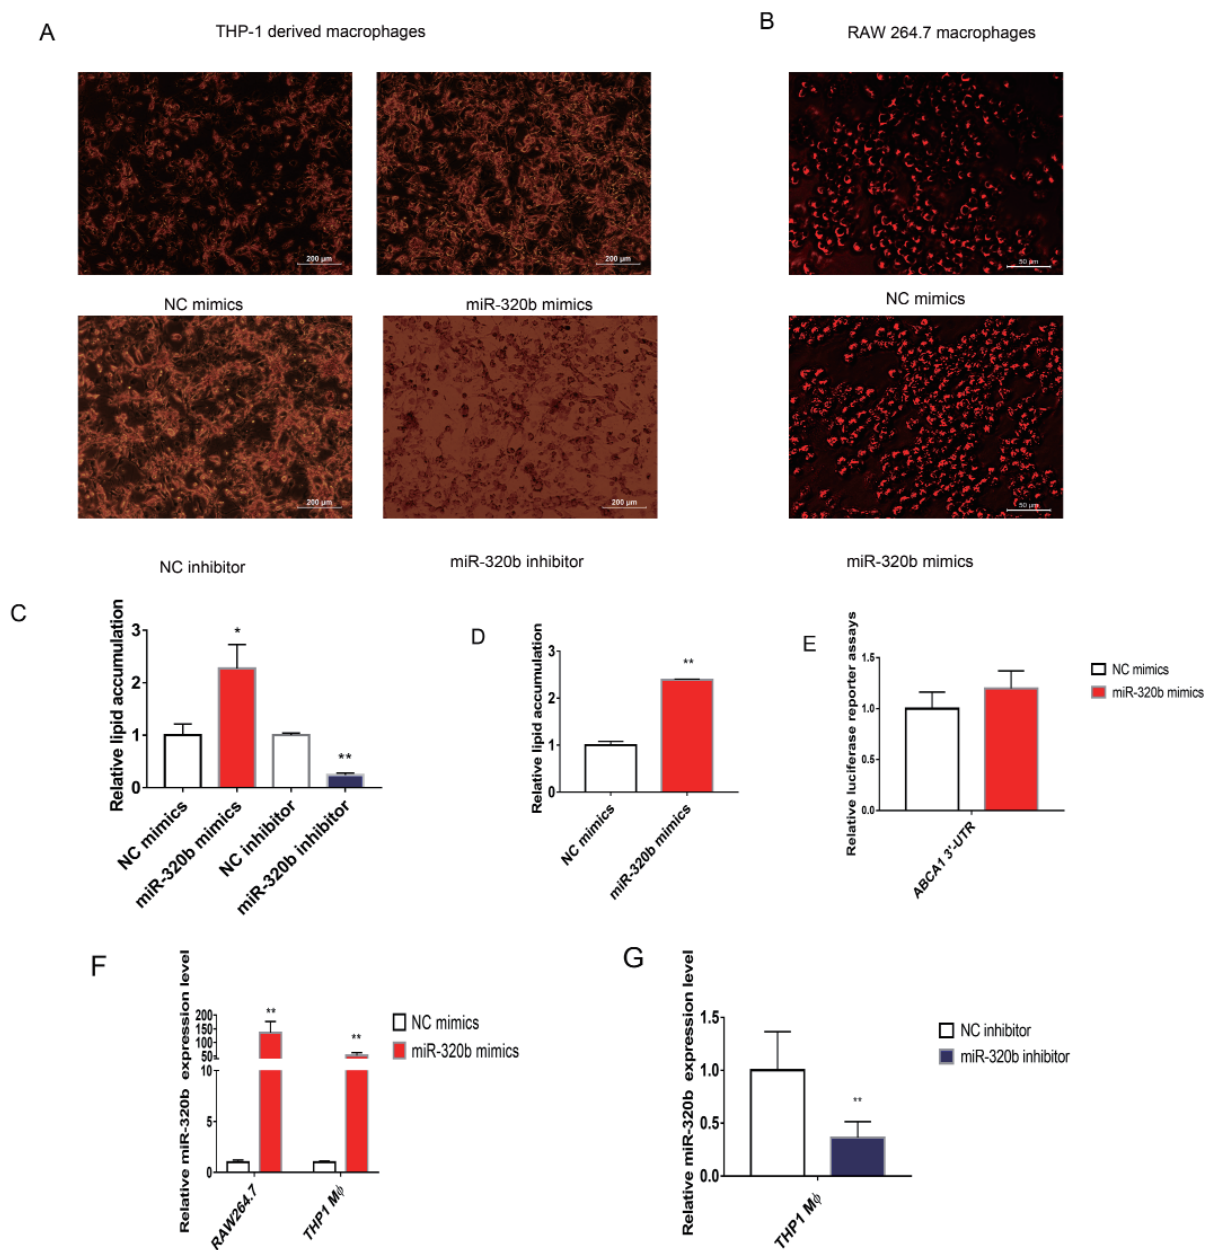 A
THP-1 derived macrophages
B
RAW 264.7 macrophages
200 µm
200 µm
50 µm
NC mimics
miR-320b mimics
NC mimics
200 µm
200 µm
50 µm
NC inhibitor
miR-320b inhibitor
miR-320b mimics
C
Relative lipid accumulation
3
2
1
0
*
**
NC mimics
miR-320b mimics
NC inhibitor
miR-320b inhibitor
D
Relative lipid accumulation
3
2
1
0
**
NC mimics
miR-320b mimics
E
Relative luciferase reporter assays
1.5
1.0
0.5
0.0
ABCA1 3'-UTR
NC mimics
miR-320b mimics
F
Relative miR-320b expression level
200
150
100
50
10
5
0
**
**
RAW264.7
THP1 Mϕ
NC mimics
miR-320b mimics
G
Relative miR-320b expression level
1.5
1.0
0.5
0.0
**
THP1 Mϕ
NC inhibitor
miR-320b inhibitor